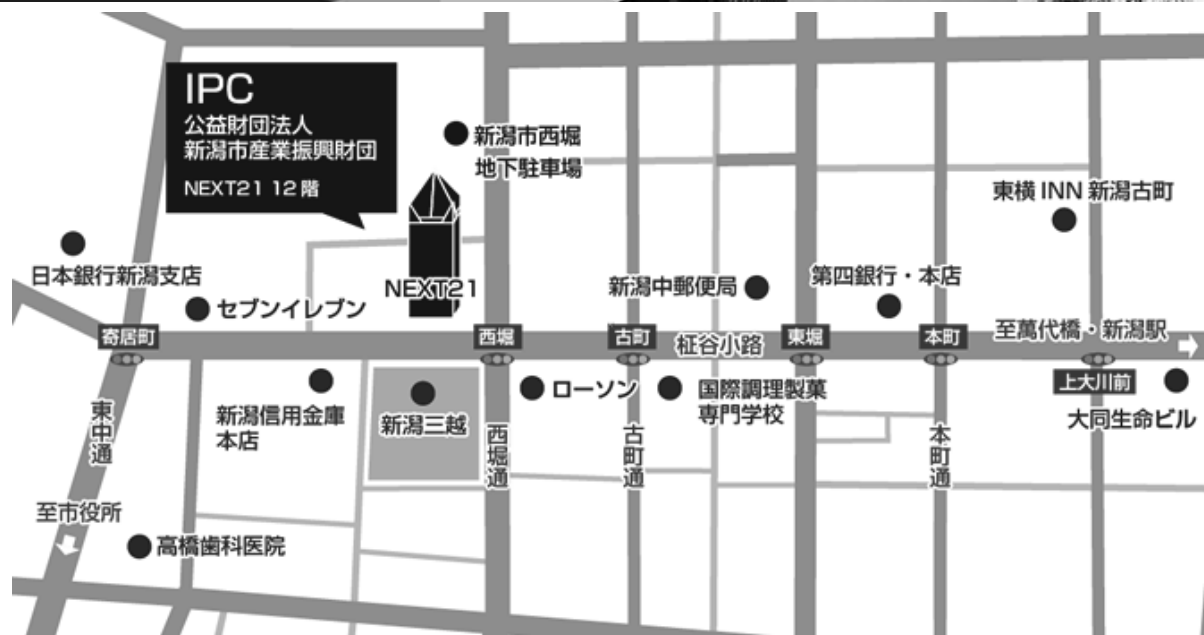 IPC
公益財団法人
新潟市産業振興財団
NEXT21 12階
新潟市西堀
地下駐車場
東横INN 新潟古町
日本銀行新潟支店
セブンイレブン
NEXT21
新潟中郵便局
第四銀行・本店
寄居町
西堀
古町
柾谷小路
東堀
本町
至萬代橋・新潟駅
上大川前
新潟信用金庫
本店
新潟三越
ローソン
国際調理製菓
専門学校
大同生命ビル
東中通
西堀通
古町通
本町通
至市役所
高橋歯科医院